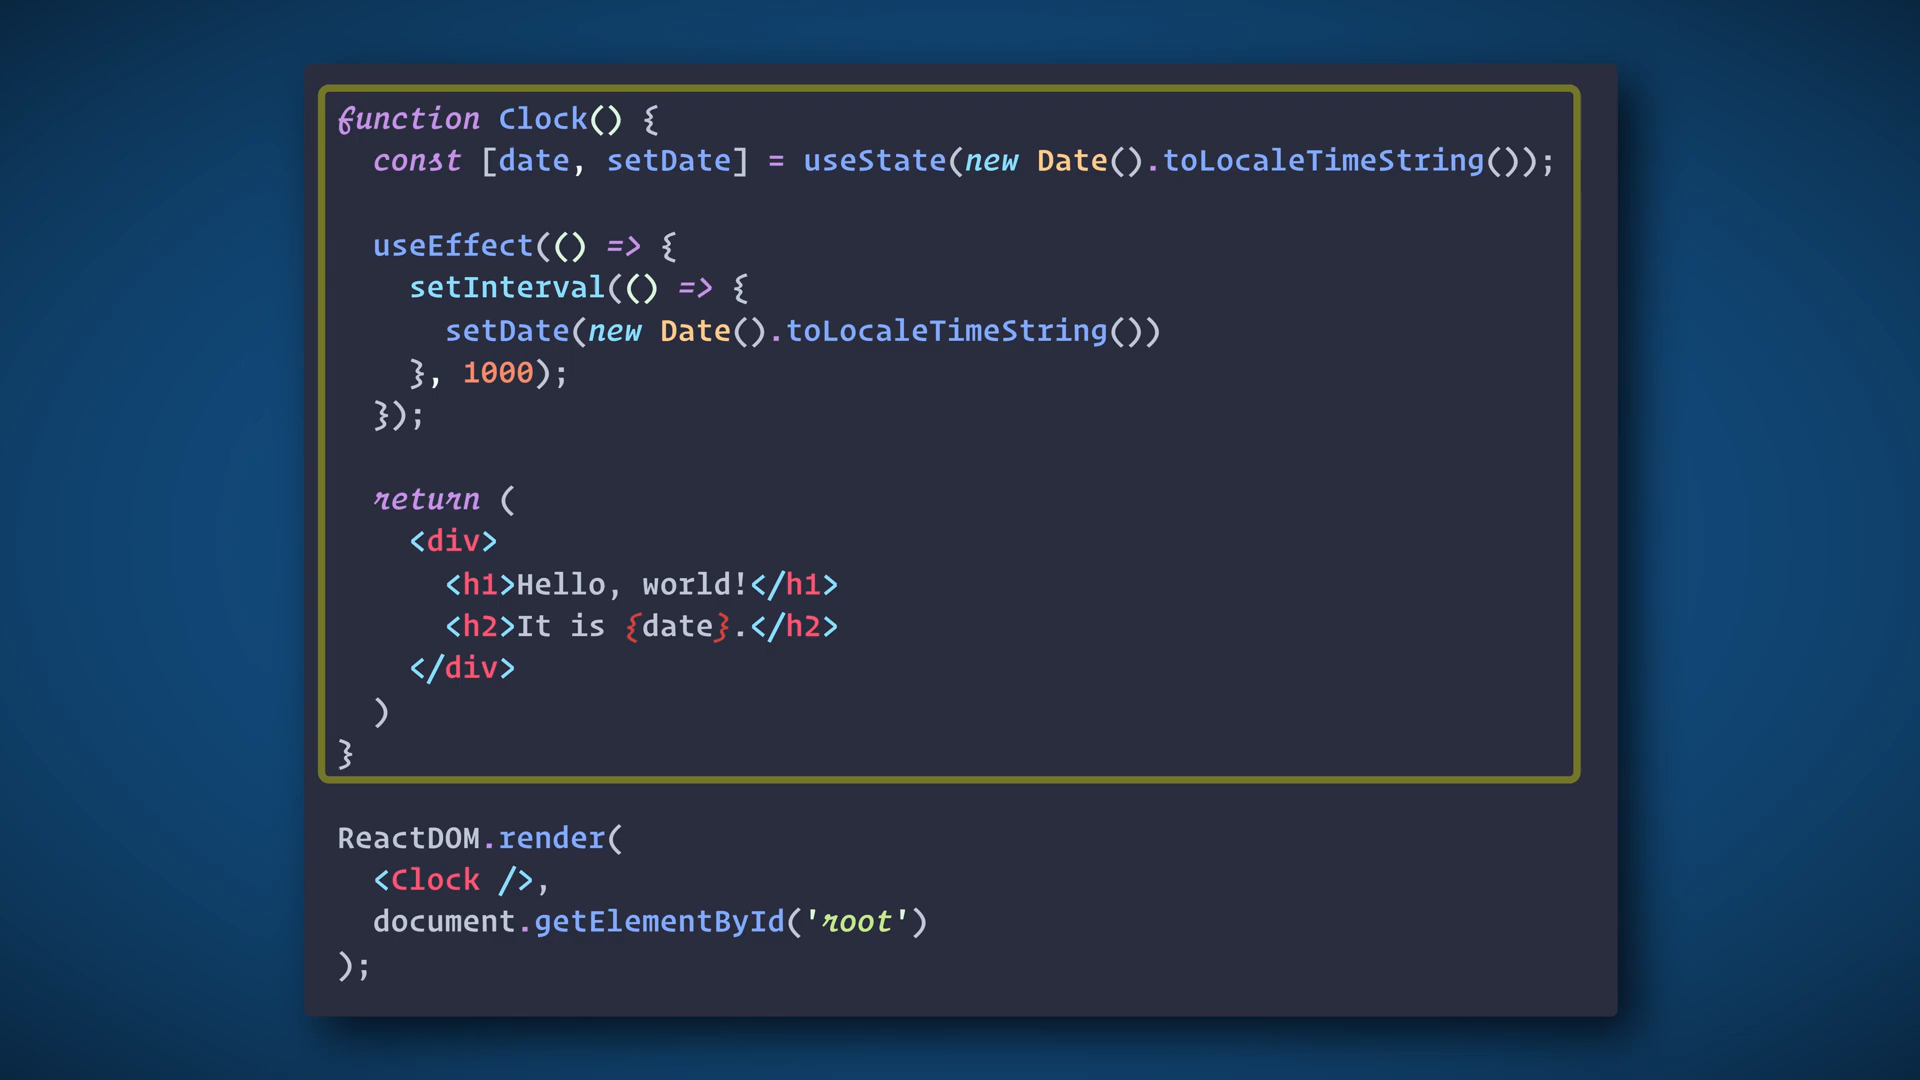 function Clock() {
  const [date, setDate] = useState(new Date().toLocaleTimeString());

  useEffect(() => {
    setInterval(() => {
      setDate(new Date().toLocaleTimeString())
    }, 1000);
  });

  return (
    <div>
      <h1>Hello, world!</h1>
      <h2>It is {date}.</h2>
    </div>
  )
}

ReactDOM.render(
  <Clock />,
  document.getElementById('root')
);